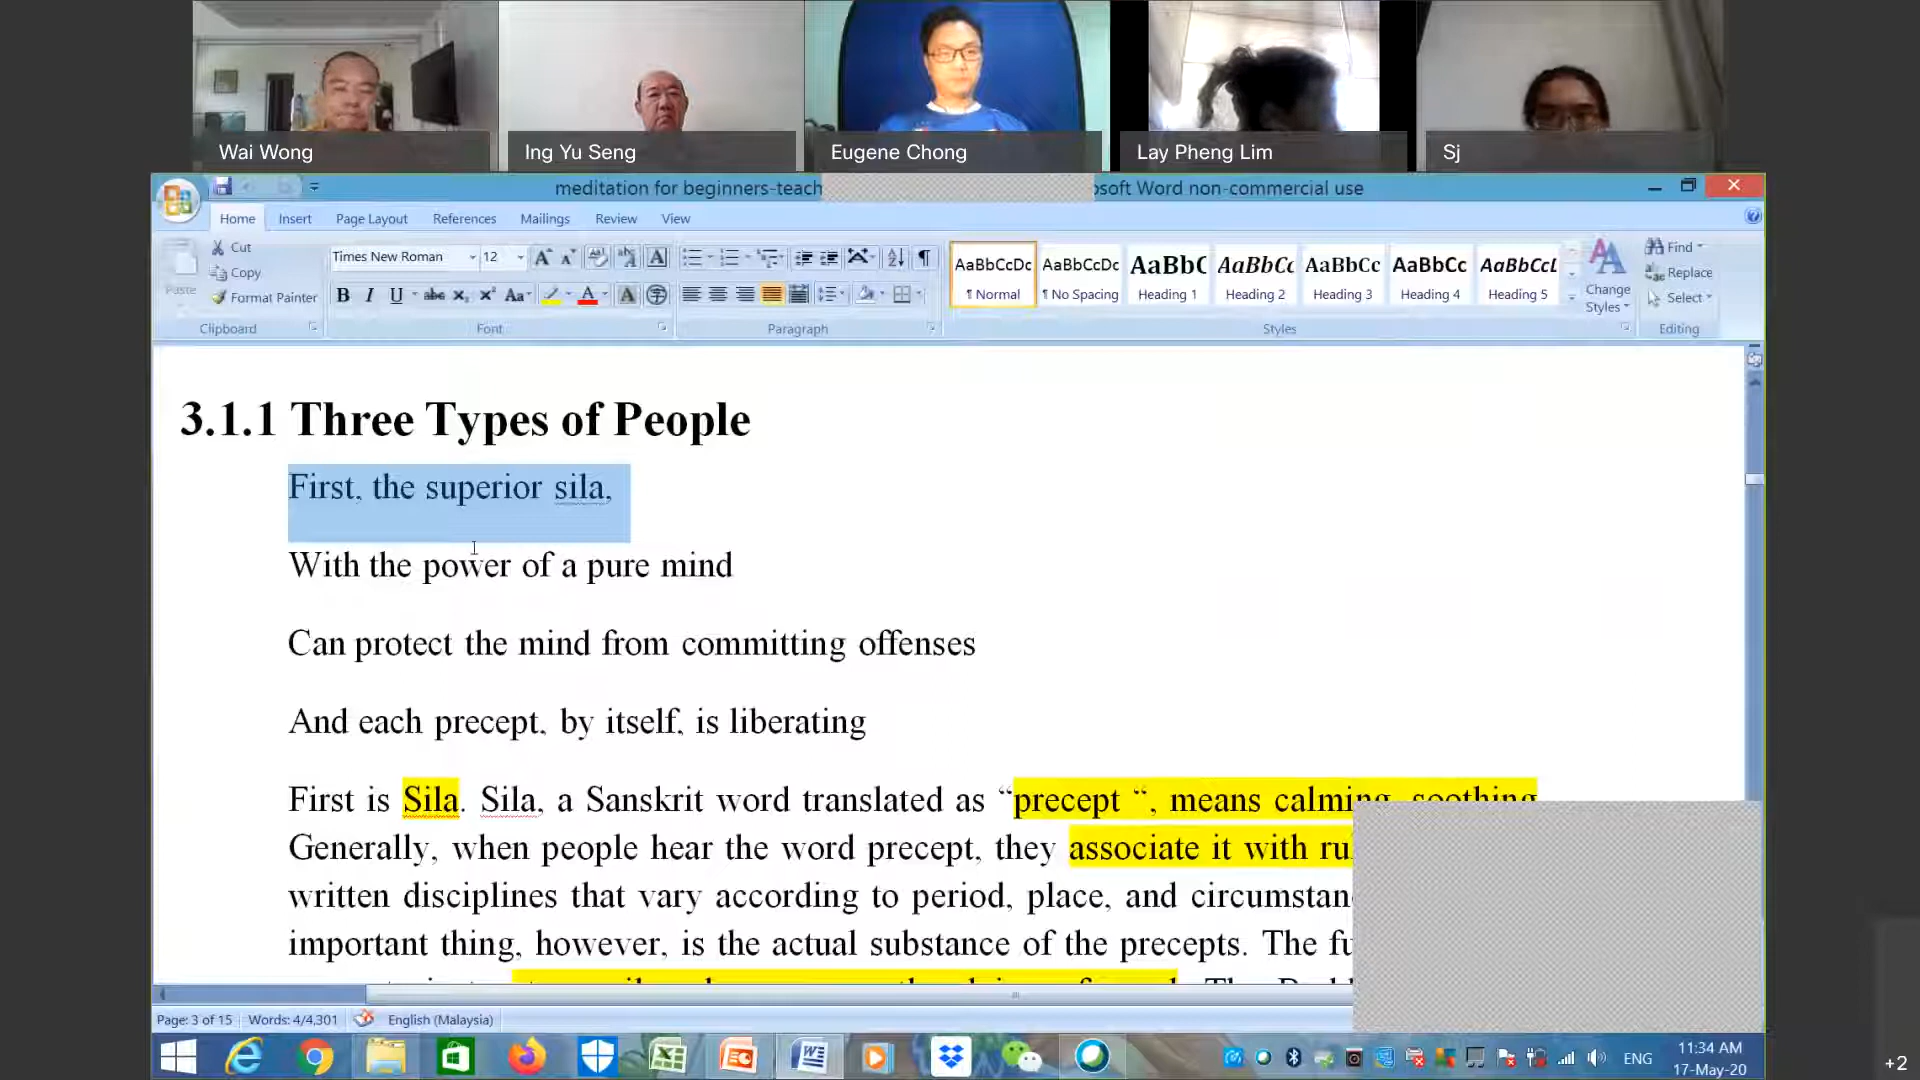 Wai Wong
Ing Yu Seng
Eugene Chong
Lay Pheng Lim
Sj
meditation for beginners-teach
osoft Word non-commercial use
Home Insert Page Layout References Mailings Review View
Paste
Cut
Copy
Format Painter
Clipboard
Times New Roman 12
Font
Paragraph
AaBbCcDc AaBbCcDc AaBbC AaBbCc AaBbCc AaBbCc AaBbCcL
¶ Normal ¶ No Spacing Heading 1 Heading 2 Heading 3 Heading 4 Heading 5
Change
Styles
Styles
Find
Replace
Select
Editing
3.1.1 Three Types of People
First, the superior sila,
With the power of a pure mind
Can protect the mind from committing offenses
And each precept, by itself, is liberating
First is Sila. Sila, a Sanskrit word translated as “precept “, means calming, soothing
Generally, when people hear the word precept, they associate it with
written disciplines that vary according to period, place, and
important thing, however, is the actual substance of the precepts. The
Page: 3 of 15 Words: 4/4,301 English (Malaysia)
ENG
11:34 AM
17-May-20
+2